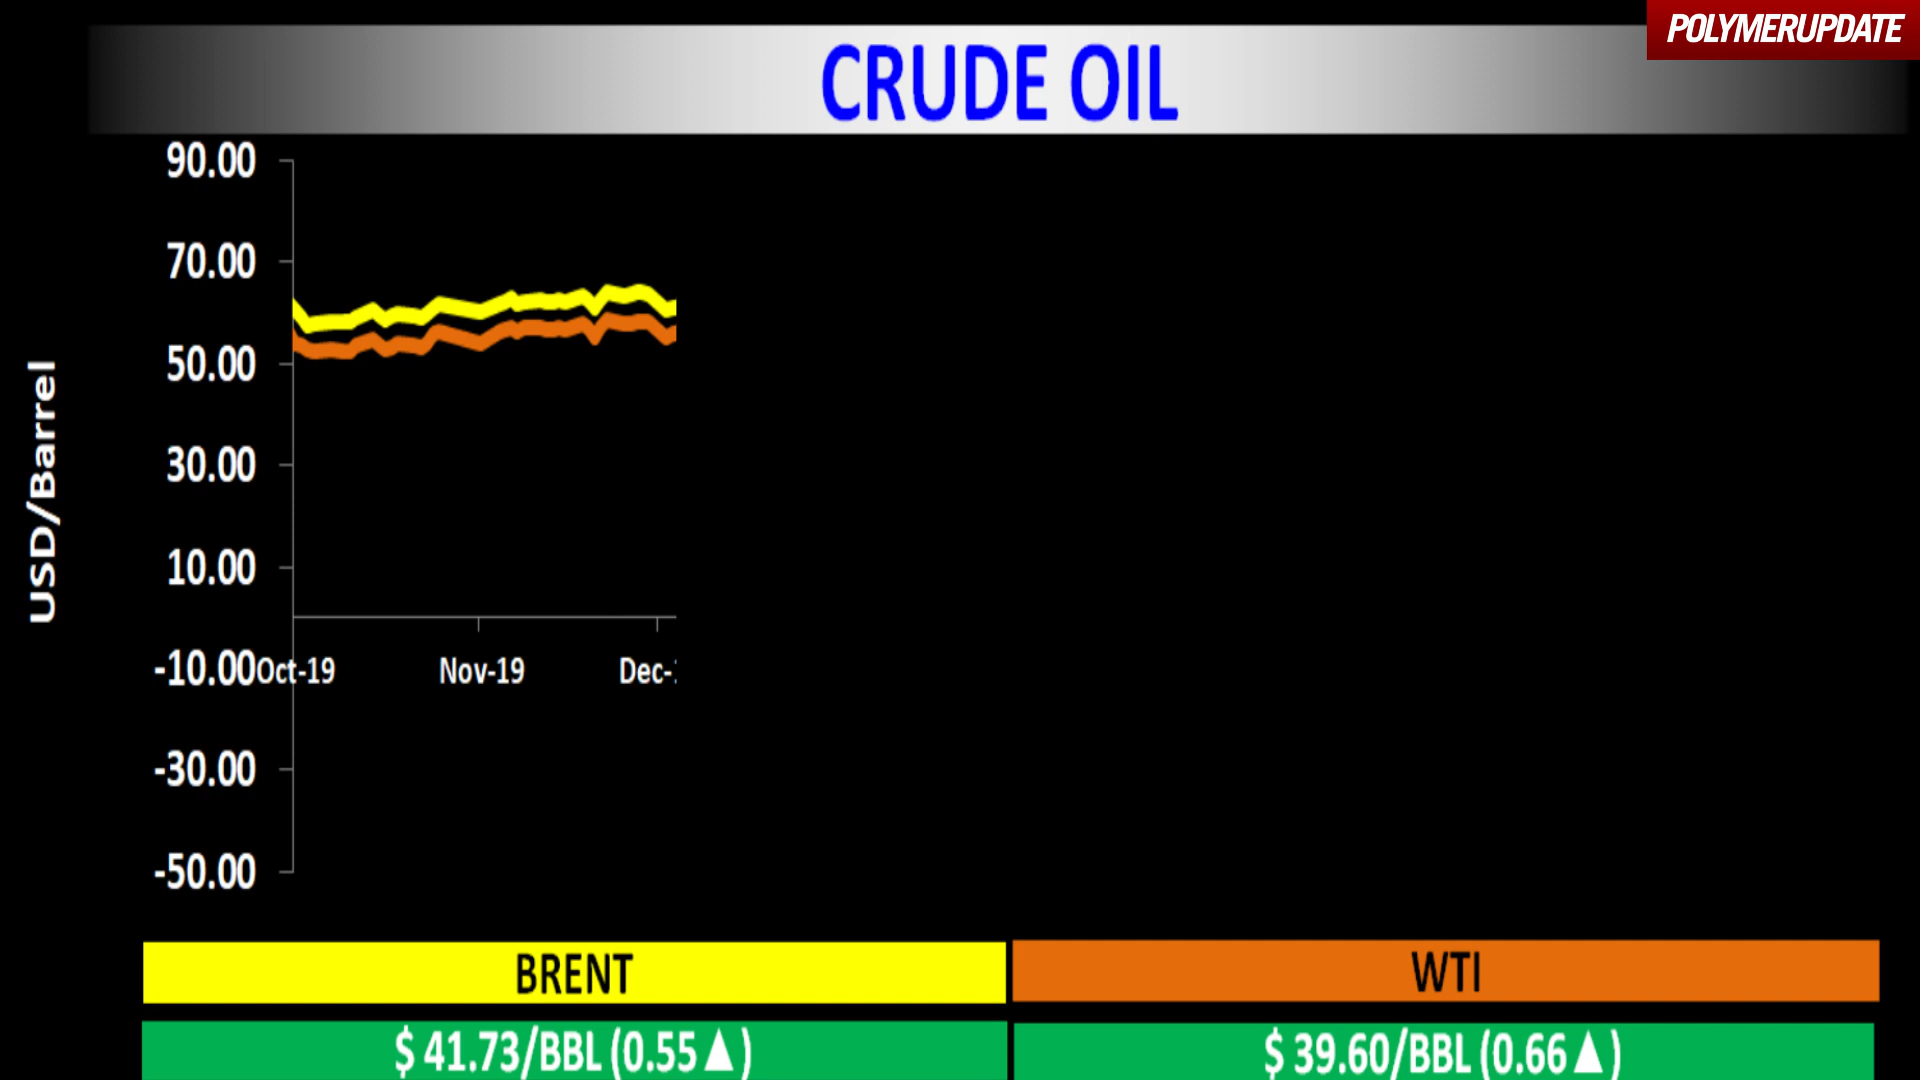 POLYMERUPDATE
CRUDE OIL
90.00
70.00
50.00
30.00
10.00
-10.00
-30.00
-50.00
USD/Barrel
Oct-19 Nov-19 Dec-
BRENT WTI
$ 41.73/BBL (0.55▲) $ 39.60/BBL (0.66▲)